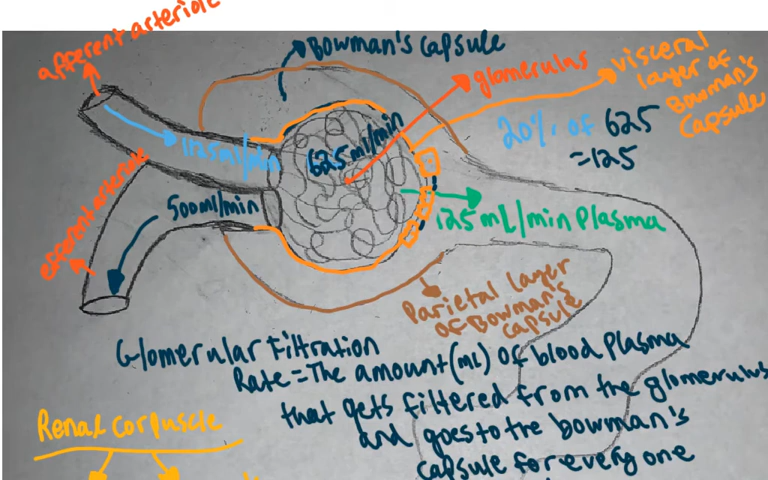 afferent arteriole
Bowman's Capsule
glomerulus
visceral
layer of
Bowman's
Capsule
20% of 625
=125
625ml/min
1125ml/min
efferent arteriole
500ml/min
125mL/min Plasma
Parietal layer
of Bowman's
capsule
Glomerular Filtration
Rate=The amount(mL) of blood plasma
that gets filtered from the glomerulus
and goes to the bowman's
capsule for every one
Renal corpuscle